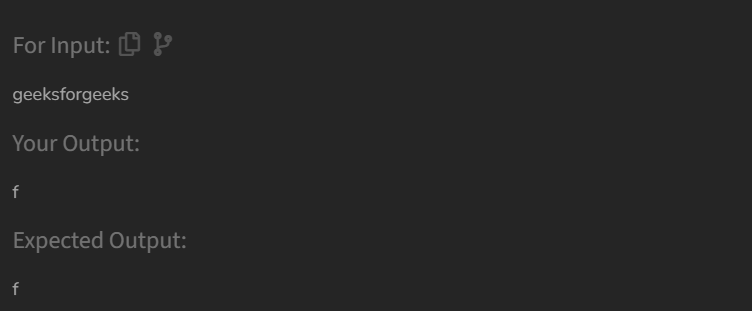 For Input:
geeksforgeeks
Your Output:
f
Expected Output:
f